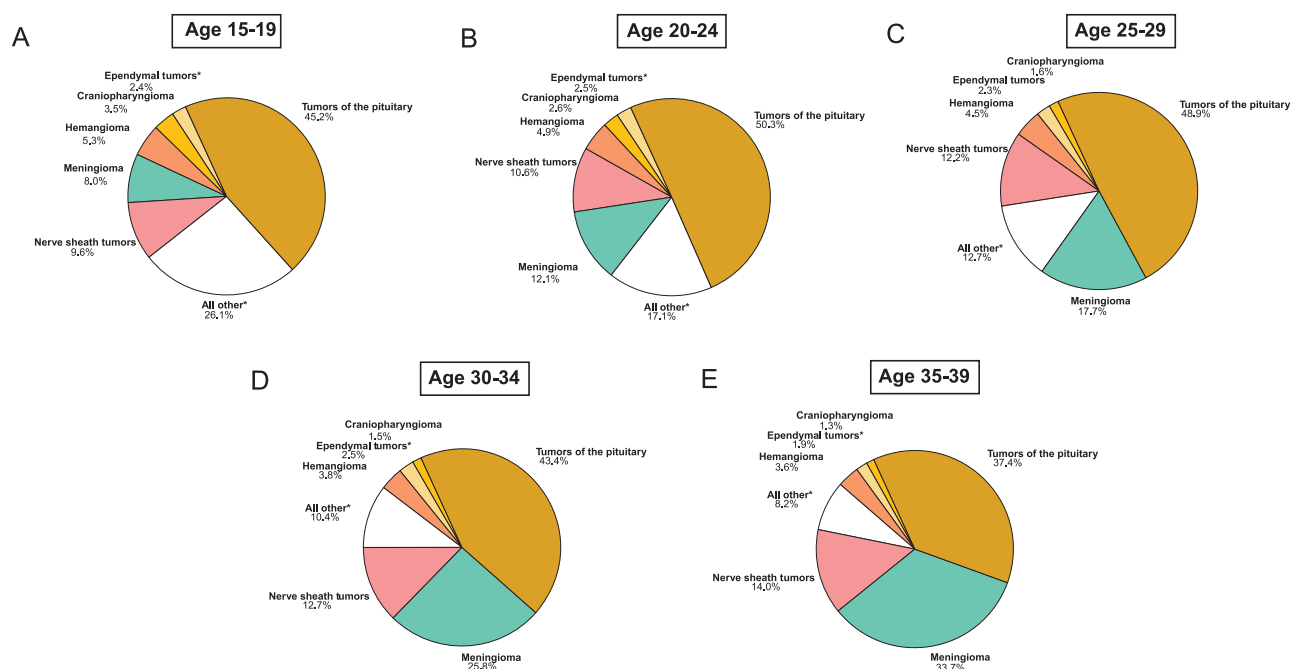 A
Age 15-19
Ependymal tumors*
2.4%
Craniopharyngioma
3.5%
Hemangioma
5.3%
Meningioma
8.0%
Nerve sheath tumors
9.6%
All other*
26.1%
Tumors of the pituitary
45.2%
B
Age 20-24
Ependymal tumors*
2.5%
Craniopharyngioma
2.6%
Hemangioma
4.9%
Nerve sheath tumors
10.6%
Meningioma
12.1%
All other*
17.1%
Tumors of the pituitary
50.3%
C
Age 25-29
Craniopharyngioma
1.6%
Ependymal tumors
2.3%
Hemangioma
4.5%
Nerve sheath tumors
12.2%
All other*
12.7%
Meningioma
17.7%
Tumors of the pituitary
48.9%
D
Age 30-34
Craniopharyngioma
1.5%
Ependymal tumors*
2.5%
Hemangioma
3.8%
All other*
10.4%
Nerve sheath tumors
12.7%
Meningioma
25.8%
Tumors of the pituitary
43.4%
E
Age 35-39
Craniopharyngioma
1.3%
Ependymal tumors*
1.9%
Hemangioma
3.6%
All other*
8.2%
Nerve sheath tumors
14.0%
Meningioma
33.7%
Tumors of the pituitary
37.4%